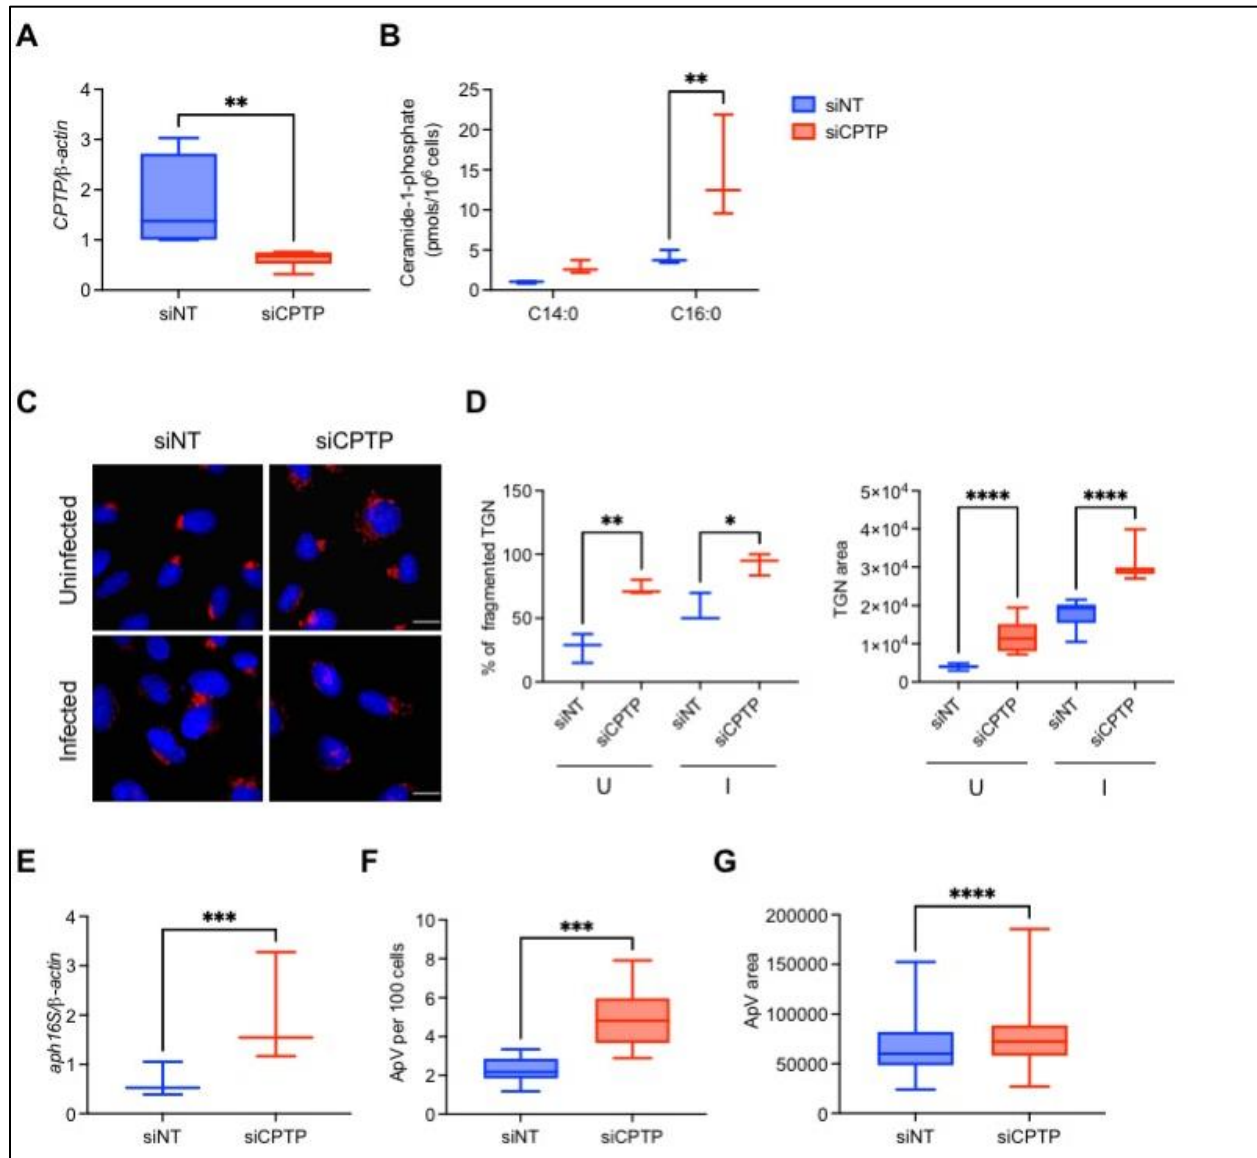 A
CPTP/β-actin
4
3
2
1
0
**
siNT
siCPTP
B
Ceramide-1-phosphate
(pmols/10⁶ cells)
25
20
15
10
5
0
**
C14:0
C16:0
siNT
siCPTP
C
siNT
siCPTP
Uninfected
Infected
D
% of fragmented TGN
150
100
50
0
**
*
siNT
siCPTP
siNT
siCPTP
U
I
TGN area
5×10⁴
4×10⁴
3×10⁴
2×10⁴
1×10⁴
0
****
****
siNT
siCPTP
siNT
siCPTP
U
I
E
aph16S/β-actin
4
3
2
1
0
***
siNT
siCPTP
F
ApV per 100 cells
10
8
6
4
2
0
***
siNT
siCPTP
G
ApV area
200000
150000
100000
50000
0
****
siNT
siCPTP